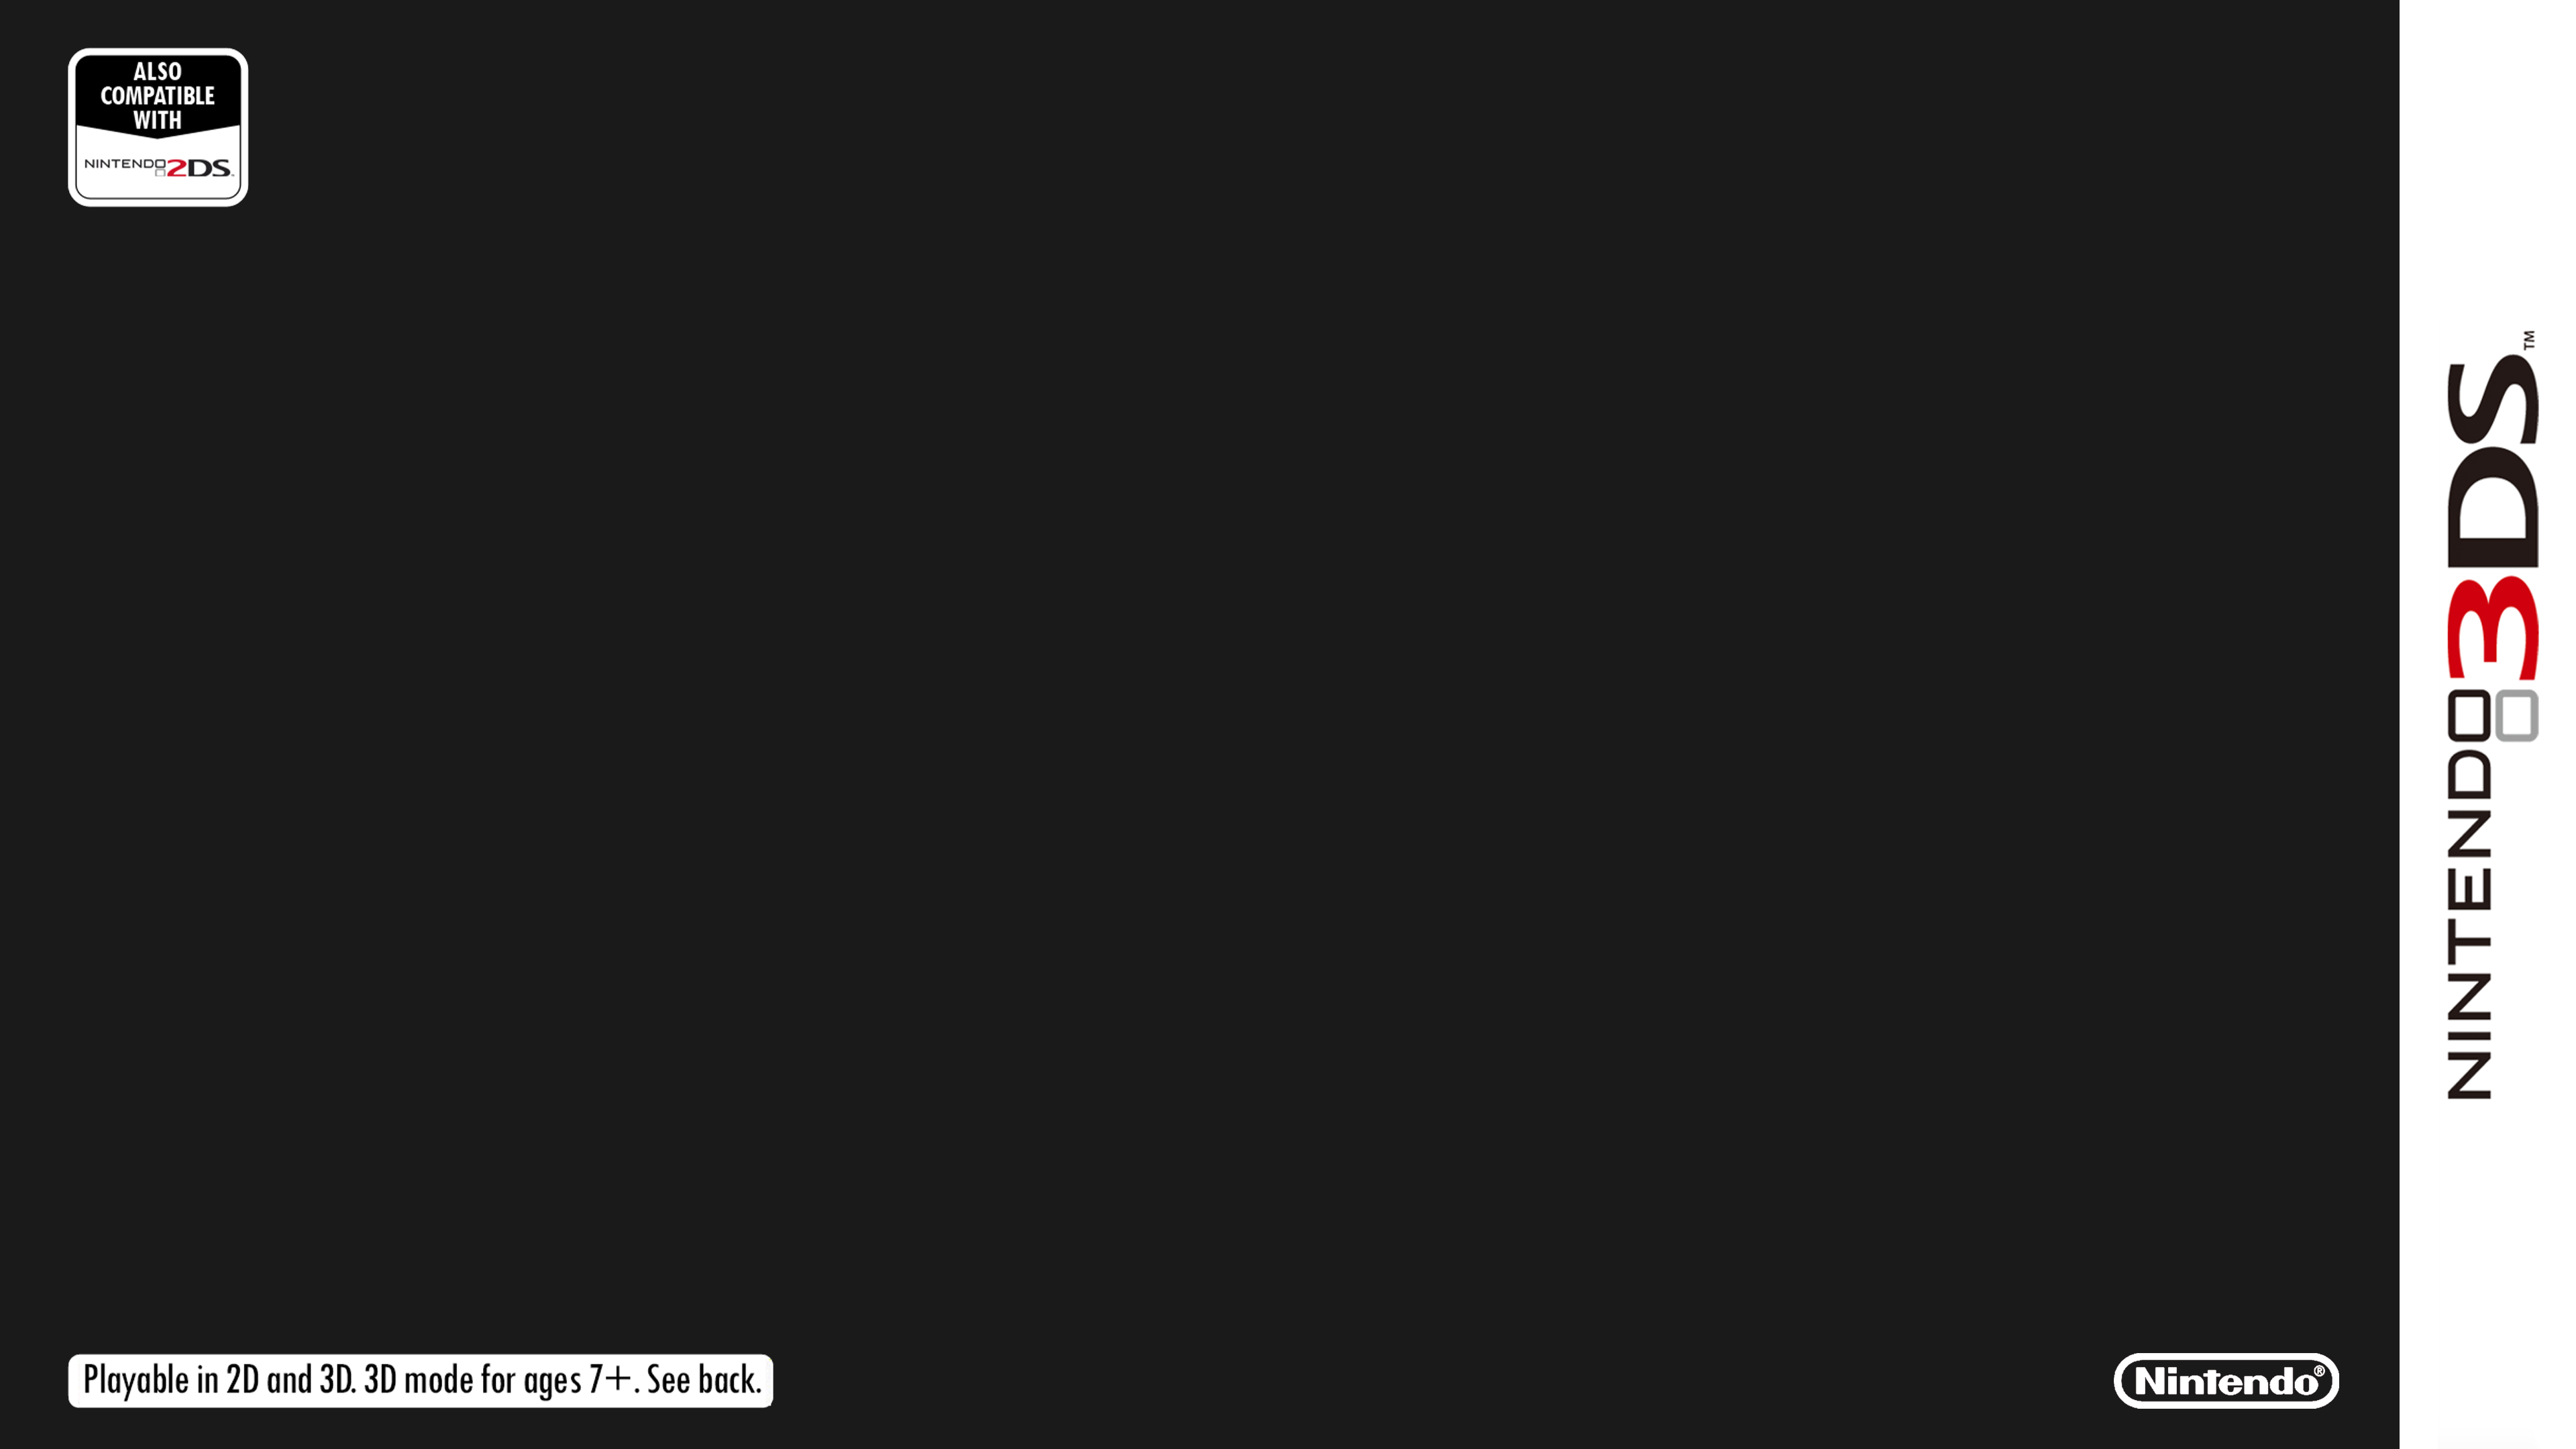 ALSO
COMPATIBLE
WITH
NINTENDO 2DS™
NINTENDO 3DS™
Playable in 2D and 3D. 3D mode for ages 7+. See back.
Nintendo®